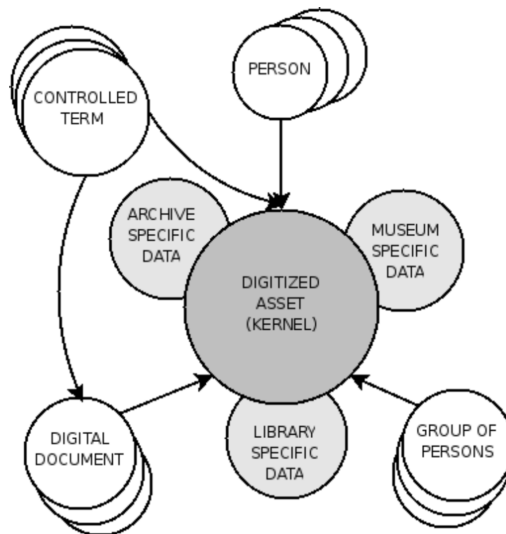 CONTROLLED
TERM
PERSON
ARCHIVE
SPECIFIC
DATA
MUSEUM
SPECIFIC
DATA
DIGITIZED
ASSET
(KERNEL)
DIGITAL
DOCUMENT
LIBRARY
SPECIFIC
DATA
GROUP OF
PERSONS